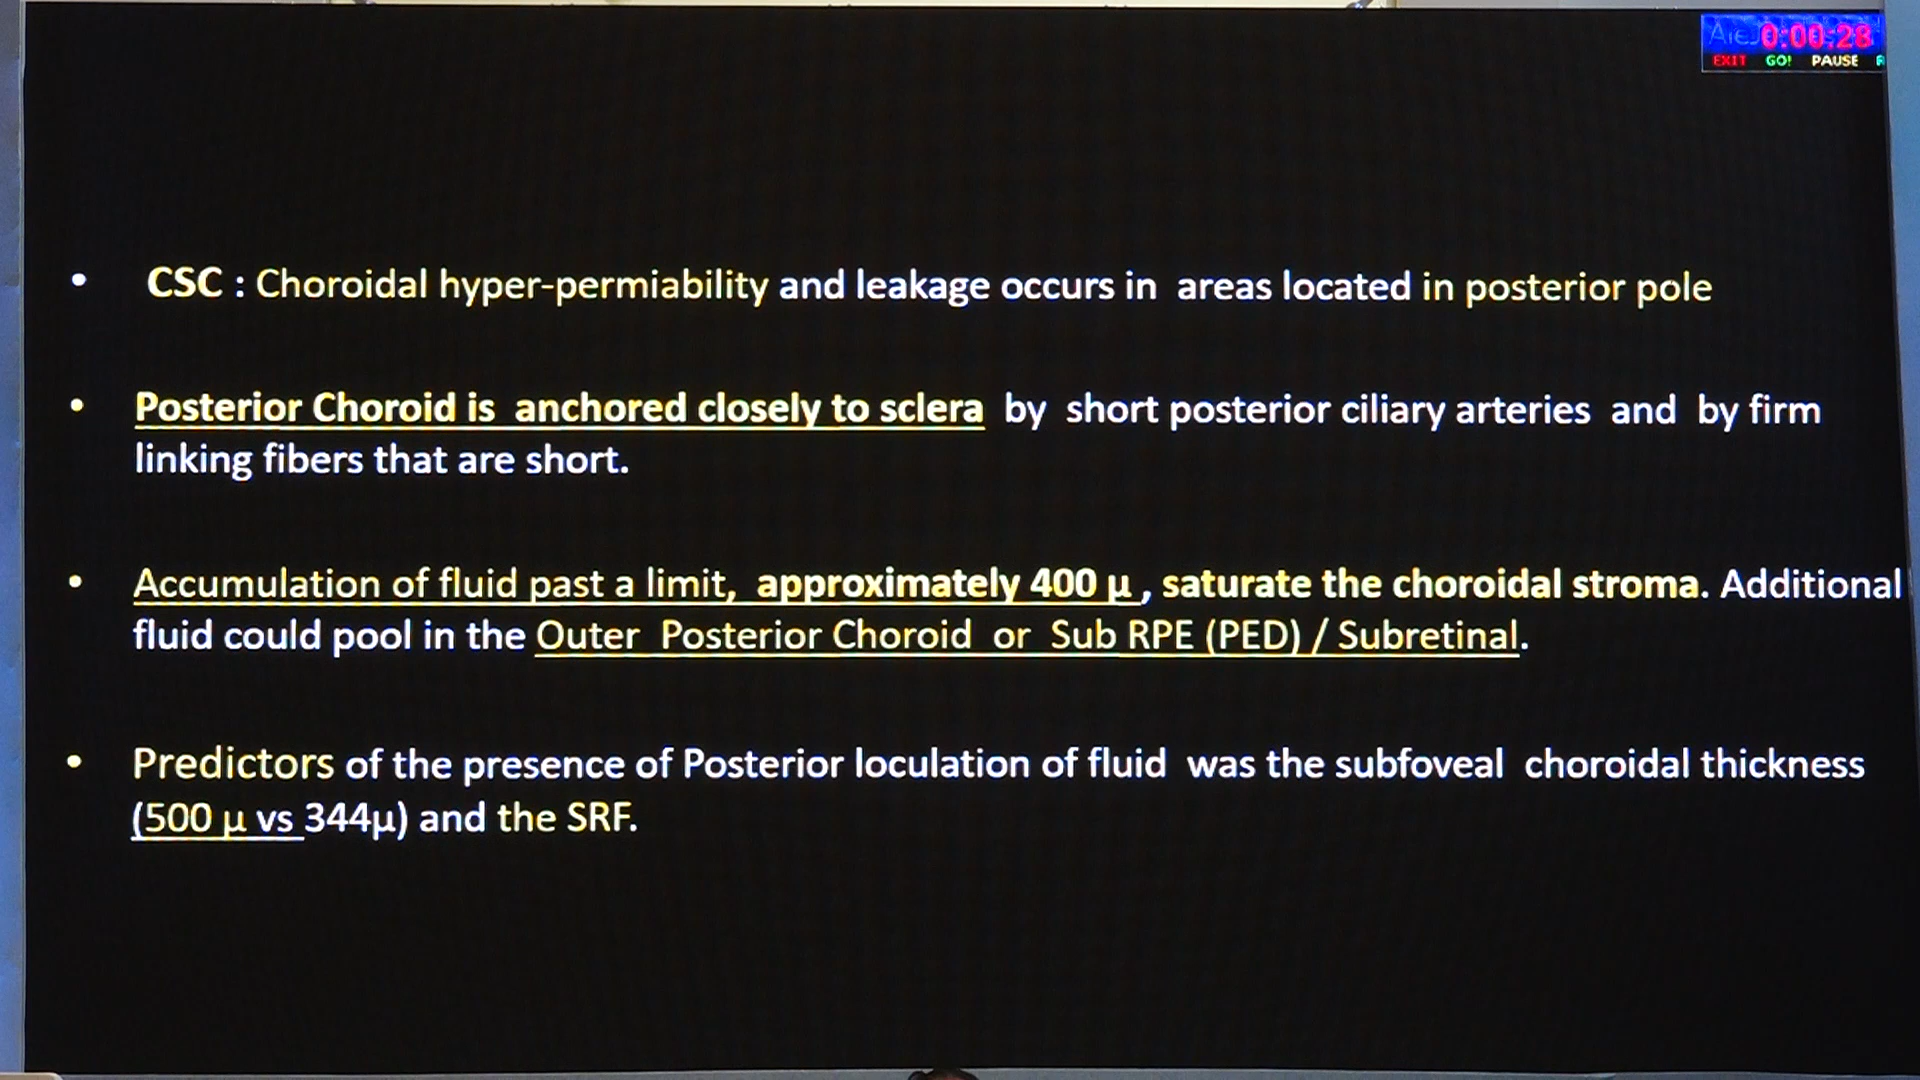 0:00:28
EXIT GO! PAUSE
• CSC : Choroidal hyper-permiability and leakage occurs in areas located in posterior pole
• Posterior Choroid is anchored closely to sclera by short posterior ciliary arteries and by firm
linking fibers that are short.
• Accumulation of fluid past a limit, approximately 400 μ , saturate the choroidal stroma. Additional
fluid could pool in the Outer Posterior Choroid or Sub RPE (PED) / Subretinal.
• Predictors of the presence of Posterior loculation of fluid was the subfoveal choroidal thickness
(500 μ vs 344μ) and the SRF.